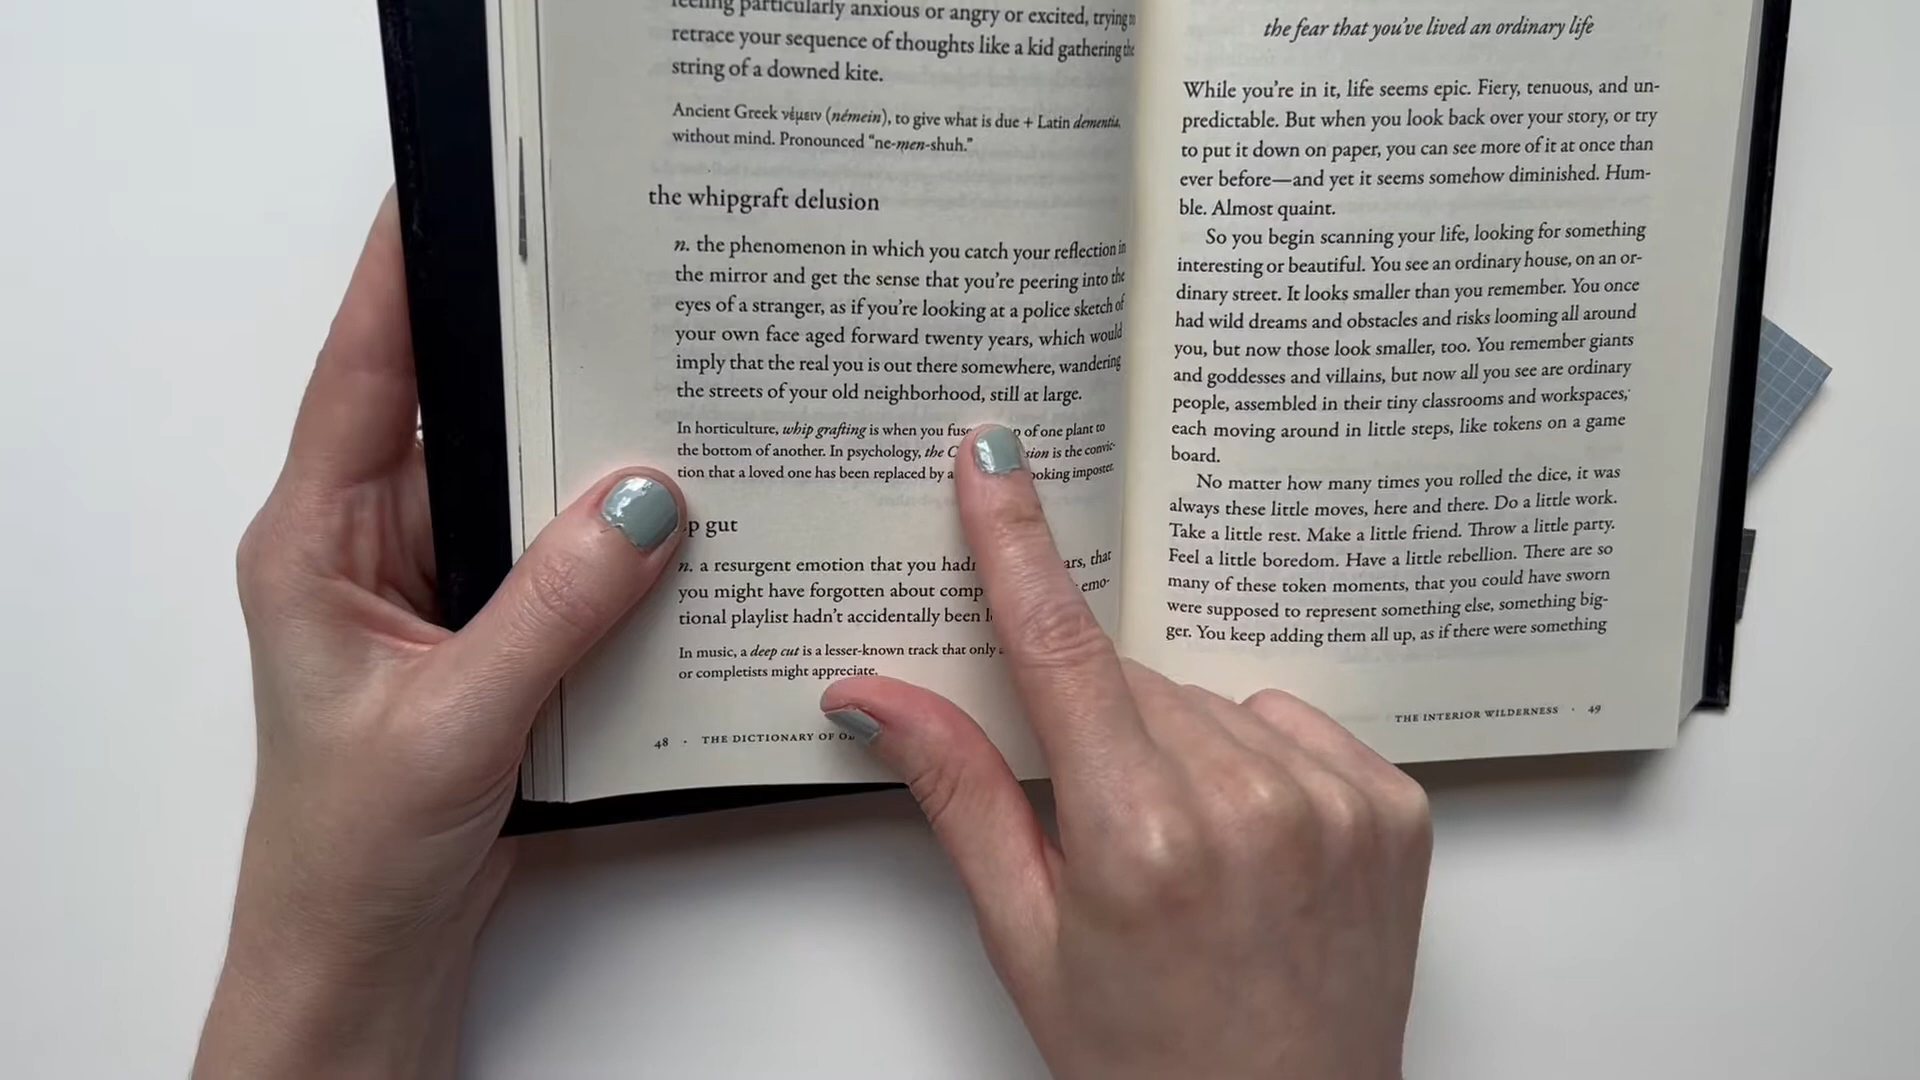 feeling particularly anxious or angry or excited, trying to
retrace your sequence of thoughts like a kid gathering the
string of a downed kite.
Ancient Greek νέμειν (némein), to give what is due + Latin dementia,
without mind. Pronounced “ne-men-shuh.”
the whipgraft delusion
n. the phenomenon in which you catch your reflection in
the mirror and get the sense that you’re peering into the
eyes of a stranger, as if you’re looking at a police sketch of
your own face aged forward twenty years, which would
imply that the real you is out there somewhere, wandering
the streets of your old neighborhood, still at large.
In horticulture, whip grafting is when you of one plant to
the bottom of another. In psychology, the is the convic-
tion that a loved one has been replaced by a imposter.
gut
n. a resurgent emotion that you that
you might have forgotten about emo-
tional playlist hadn’t accidentally been
In music, a deep cut is a lesser-known track that only
or completists might appreciate.
48 · THE DICTIONARY OF
the fear that you’ve lived an ordinary life
While you’re in it, life seems epic. Fiery, tenuous, and un-
predictable. But when you look back over your story, or try
to put it down on paper, you can see more of it at once than
ever before—and yet it seems somehow diminished. Hum-
ble. Almost quaint.
So you begin scanning your life, looking for something
interesting or beautiful. You see an ordinary house, on an or-
dinary street. It looks smaller than you remember. You once
had wild dreams and obstacles and risks looming all around
you, but now those look smaller, too. You remember giants
and goddesses and villains, but now all you see are ordinary
people, assembled in their tiny classrooms and workspaces,
each moving around in little steps, like tokens on a game
board.
No matter how many times you rolled the dice, it was
always these little moves, here and there. Do a little work.
Take a little rest. Make a little friend. Throw a little party.
Feel a little boredom. Have a little rebellion. There are so
many of these token moments, that you could have sworn
were supposed to represent something else, something big-
ger. You keep adding them all up, as if there were something
THE INTERIOR WILDERNESS · 49